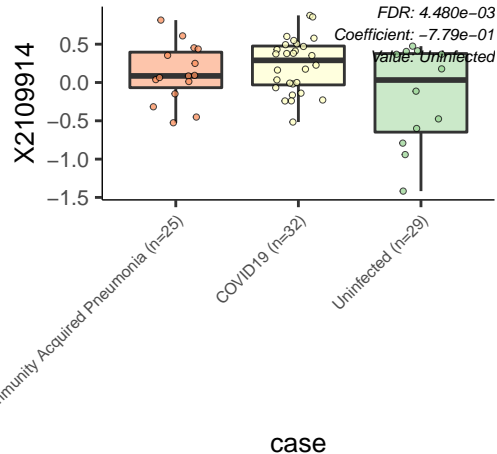 FDR: 4.480e−03
Coefficient: −7.79e−01
Value: Uninfected
X2109914
0.5
0.0
−0.5
−1.0
−1.5
Acquired Pneumonia (n=25)
COVID19 (n=32)
Uninfected (n=29)
case